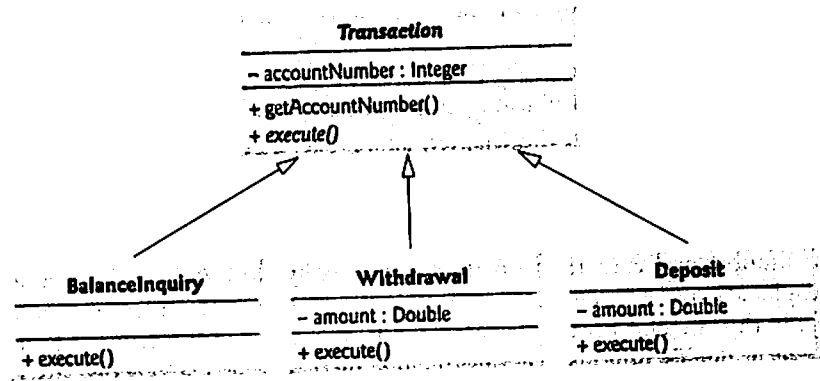 Transaction
– accountNumber : Integer
+ getAccountNumber()
+ execute()
BalanceInquiry
+ execute()
Withdrawal
– amount : Double
+ execute()
Deposit
– amount : Double
+ execute()